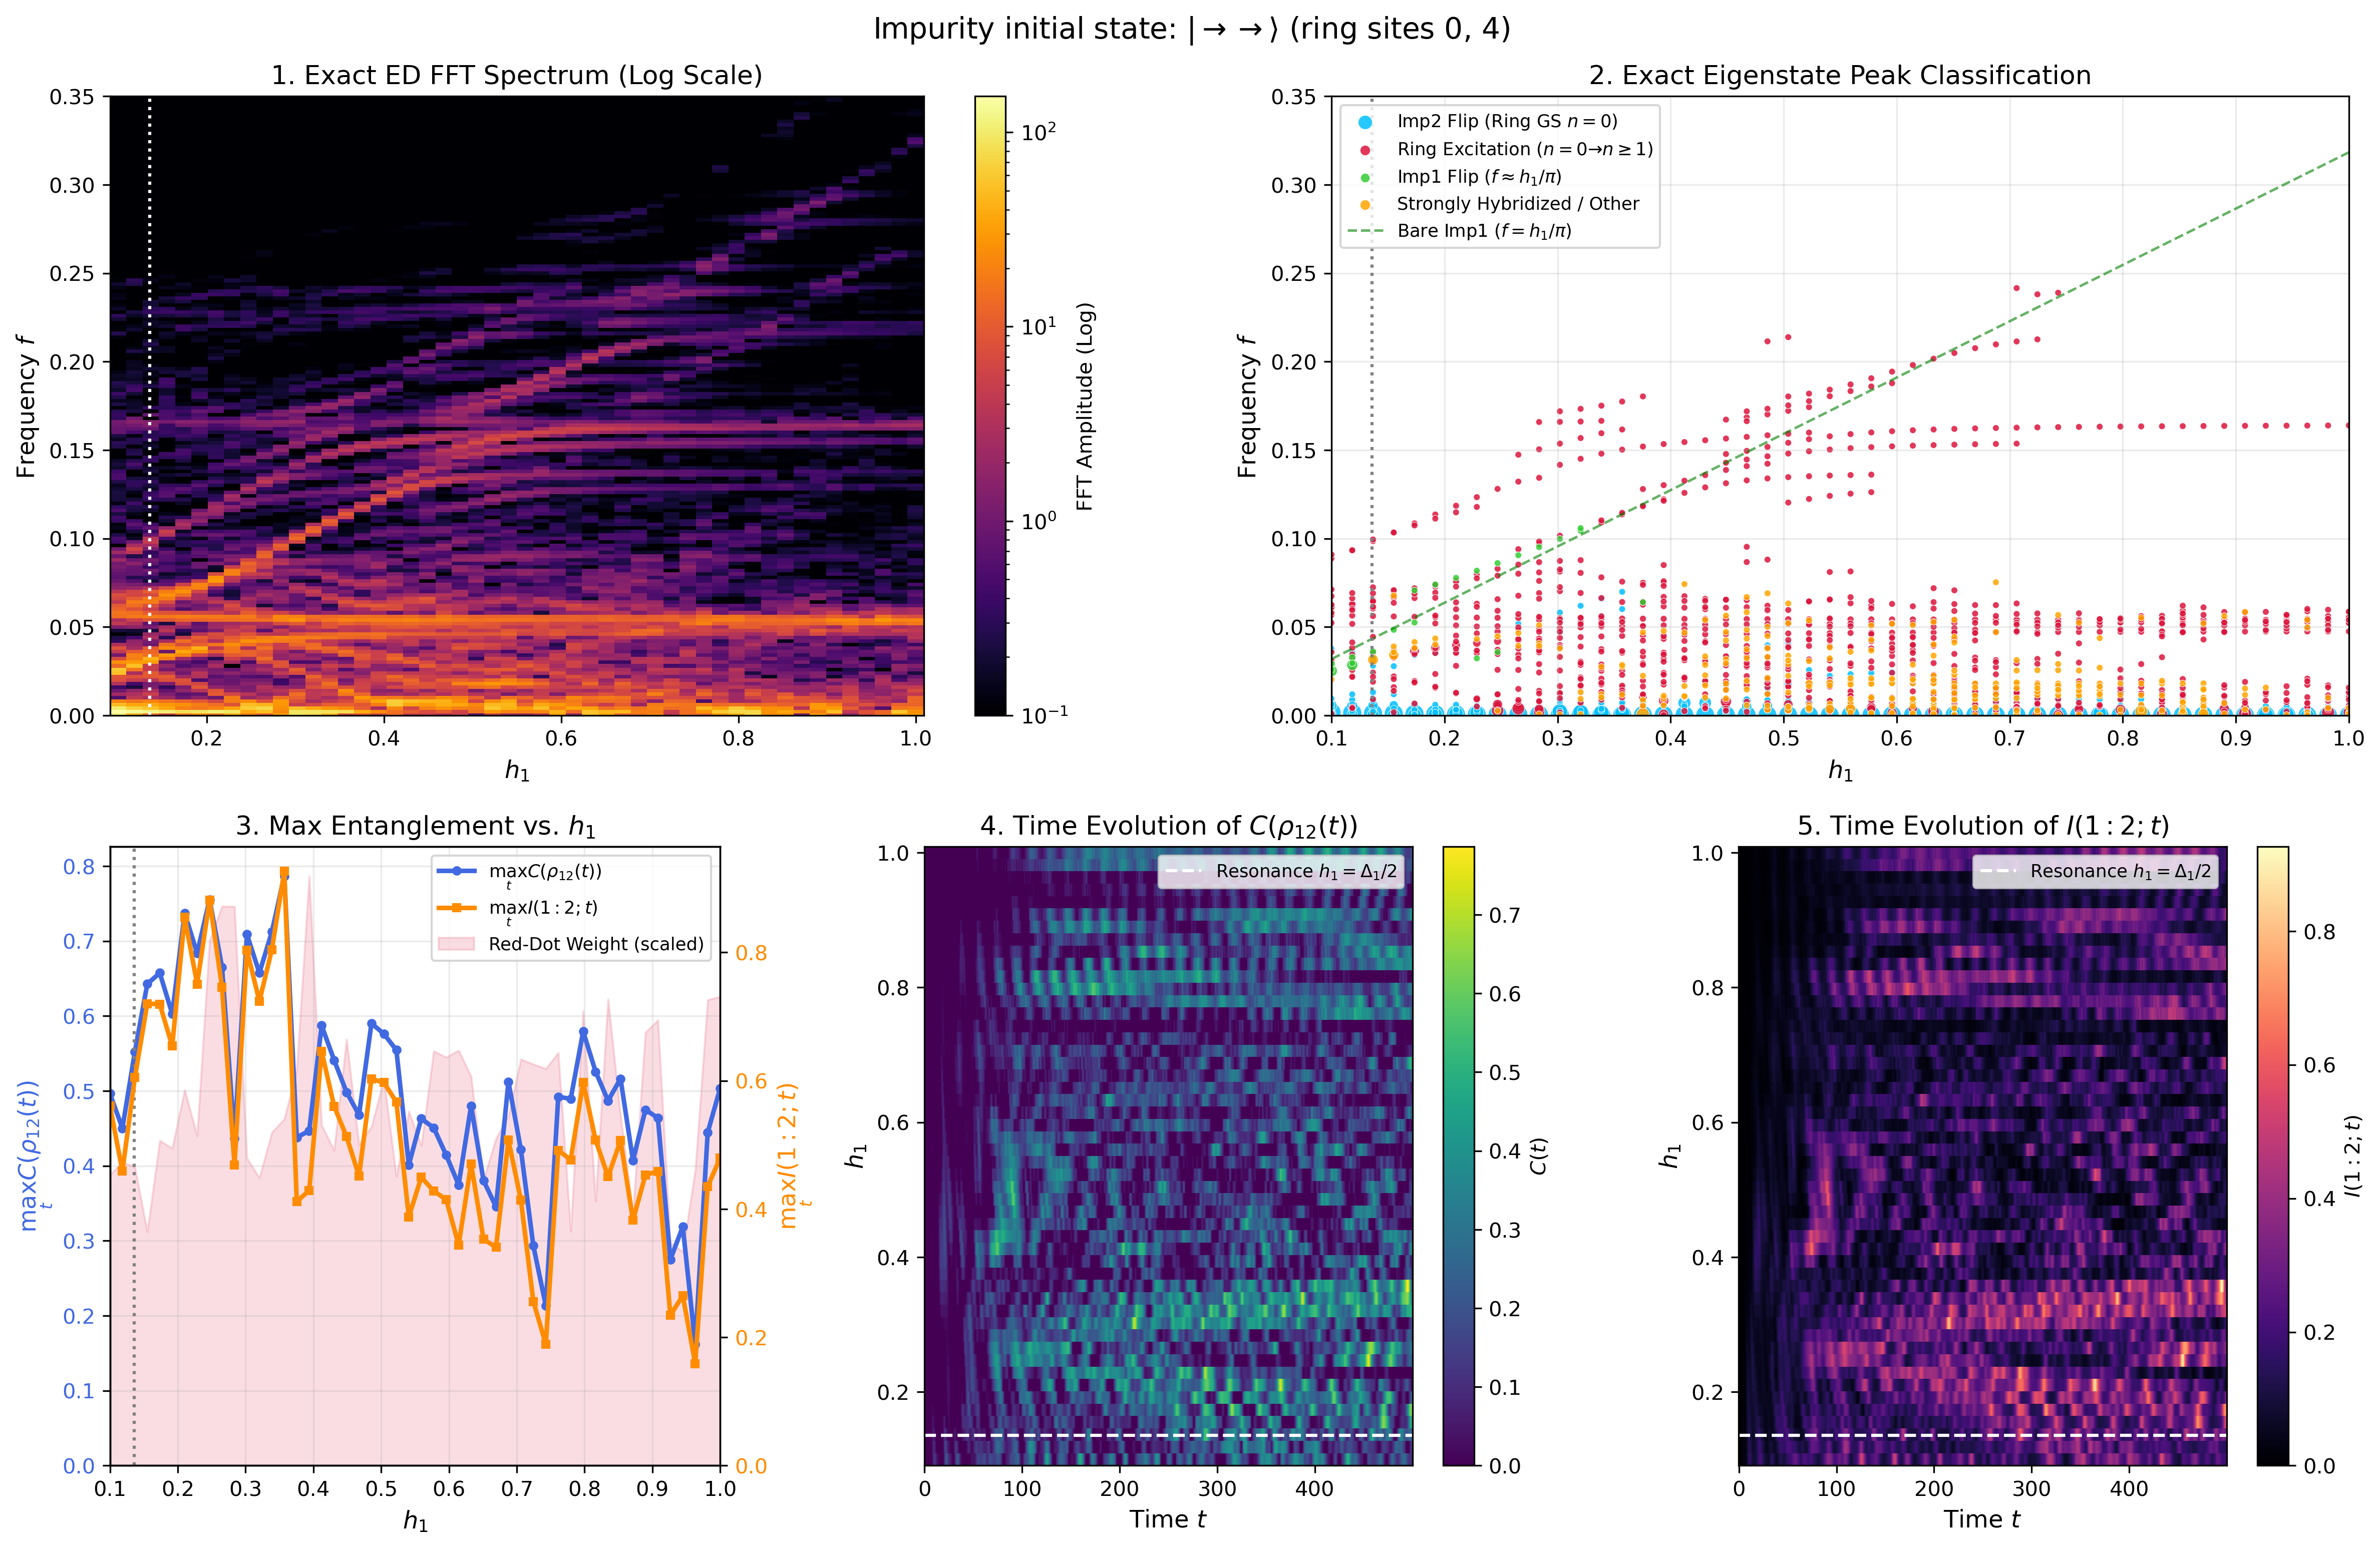 Impurity initial state: |→→⟩ (ring sites 0, 4)
1. Exact ED FFT Spectrum (Log Scale)
0.35
0.30
0.25
0.20
0.15
0.10
0.05
0.00
Frequency f
0.2 0.4 0.6 0.8 1.0
h₁
10²
10¹
10⁰
10⁻¹
FFT Amplitude (Log)
2. Exact Eigenstate Peak Classification
0.35
0.30
0.25
0.20
0.15
0.10
0.05
0.00
Frequency f
Imp2 Flip (Ring GS n = 0)
Ring Excitation (n = 0→n ≥ 1)
Imp1 Flip (f ≈ h₁/π)
Strongly Hybridized / Other
Bare Imp1 (f = h₁/π)
0.1 0.2 0.3 0.4 0.5 0.6 0.7 0.8 0.9 1.0
h₁
3. Max Entanglement vs. h₁
0.8
0.7
0.6
0.5
0.4
0.3
0.2
0.1
0.0
max C(ρ₁₂(t))
t
max C(ρ₁₂(t))
t
max I(1 : 2; t)
t
Red-Dot Weight (scaled)
0.8
0.6
0.4
0.2
0.0
max I(1 : 2; t)
t
0.1 0.2 0.3 0.4 0.5 0.6 0.7 0.8 0.9 1.0
h₁
4. Time Evolution of C(ρ₁₂(t))
Resonance h₁ = Δ₁/2
1.0
0.8
0.6
0.4
0.2
h₁
0 100 200 300 400
Time t
0.7
0.6
0.5
0.4
0.3
0.2
0.1
0.0
C(t)
5. Time Evolution of I(1 : 2; t)
Resonance h₁ = Δ₁/2
1.0
0.8
0.6
0.4
0.2
h₁
0 100 200 300 400
Time t
0.8
0.6
0.4
0.2
0.0
I(1 : 2; t)